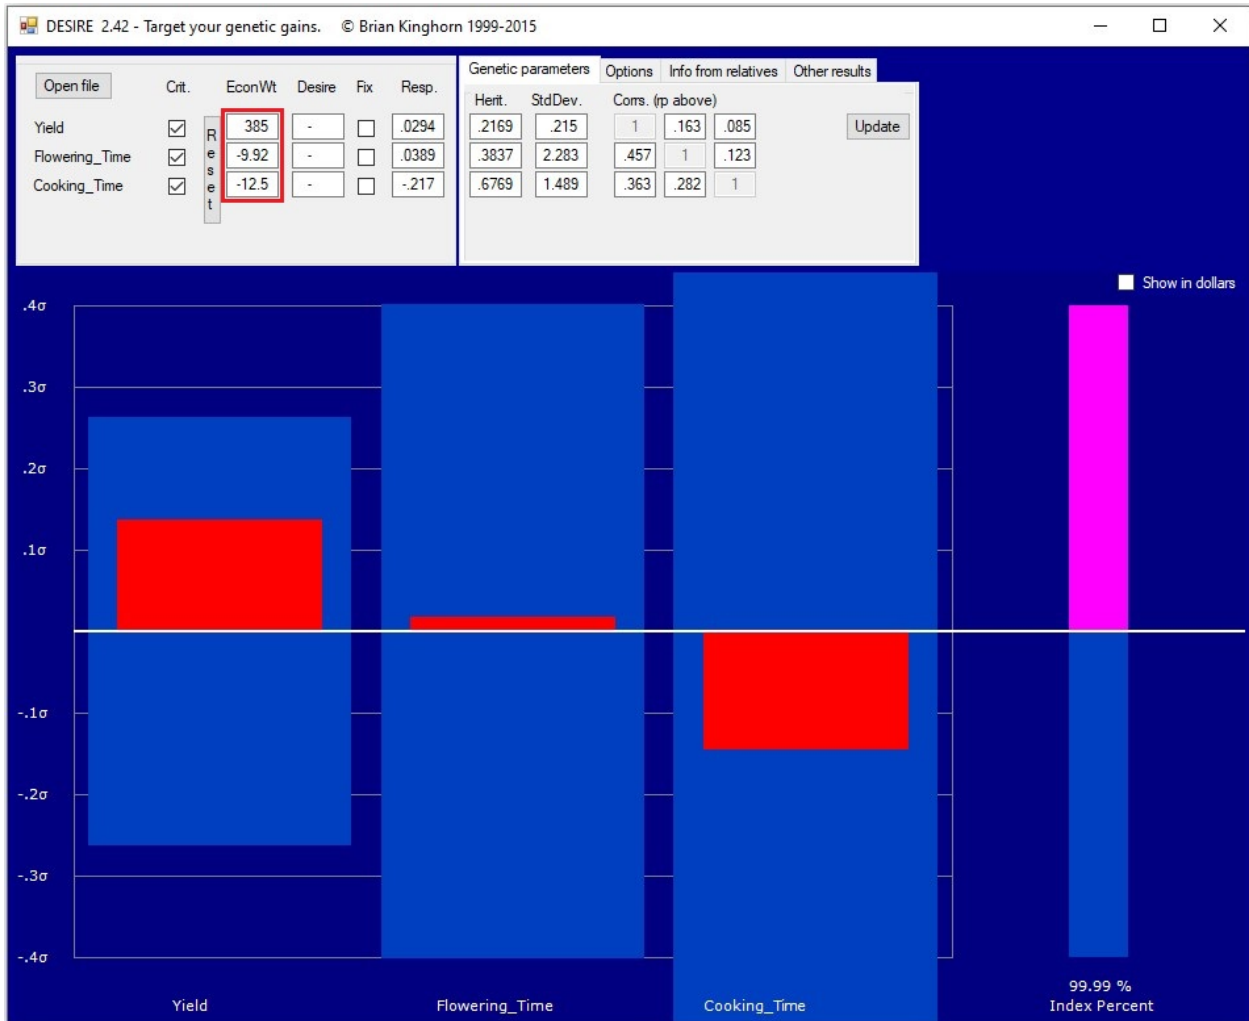 DESIRE 2.42 - Target your genetic gains. © Brian Kinghorn 1999-2015
Open file Crit. EconWt Desire Fix Resp.
Reset
Yield 385 - .0294
Flowering_Time -9.92 - .0389
Cooking_Time -12.5 - -.217
Genetic parameters Options Info from relatives Other results
Herit. StdDev. Corrs. (rp above)
.2169 .215 1 .163 .085 Update
.3837 2.283 .457 1 .123
.6769 1.489 .363 .282 1
Show in dollars
.4σ
.3σ
.2σ
.1σ
-.1σ
-.2σ
-.3σ
-.4σ
Yield Flowering_Time Cooking_Time
99.99 %
Index Percent